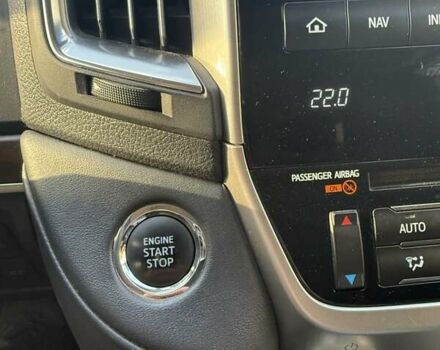 NAV
22.0
PASSENGER AIRBAG
ON
AUTO
ENGINE
START
STOP